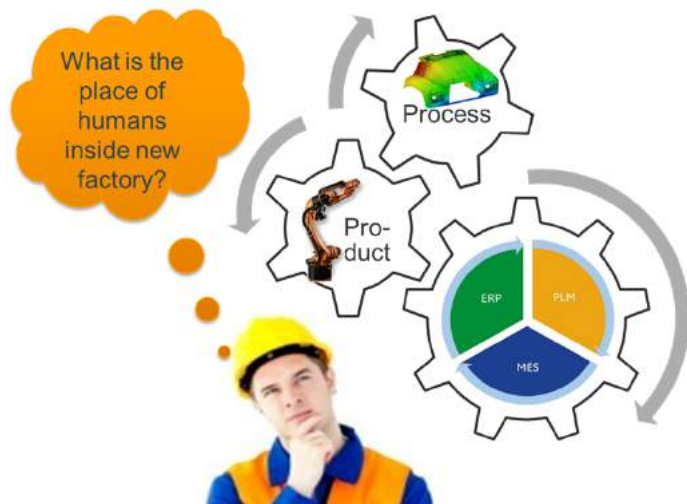 What is the
place of
humans
inside new
factory?
Process
Pro-
duct
ERP
PLM
MES